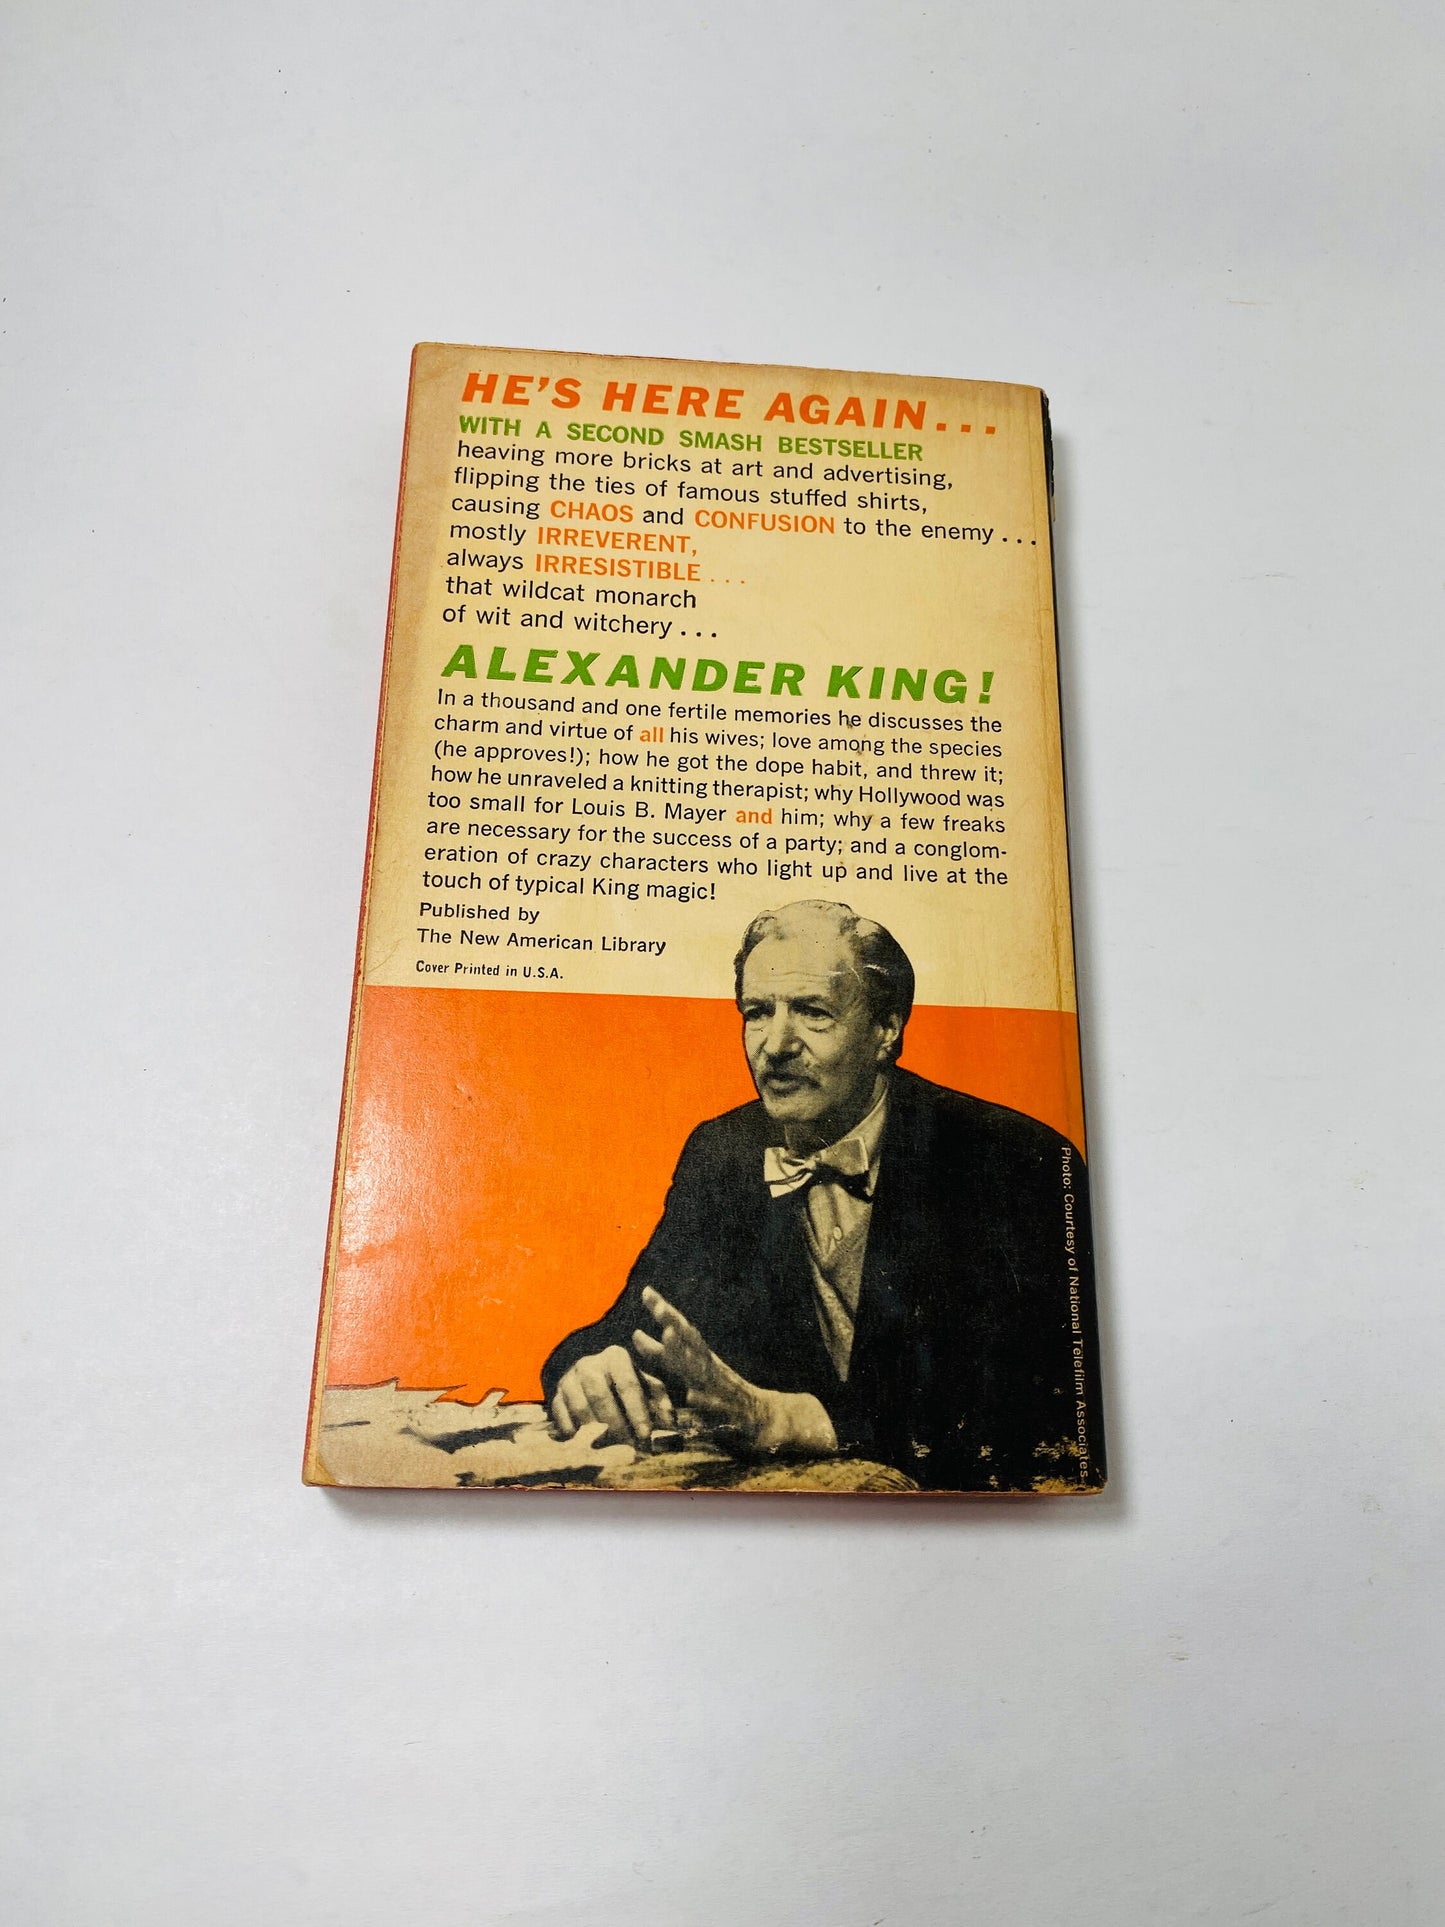 HE'S HERE AGAIN...
WITH A SECOND SMASH BESTSELLER
heaving more bricks at art and advertising,
flipping the ties of famous stuffed shirts,
causing CHAOS and CONFUSION to the enemy...
mostly IRREVERENT,
always IRRESISTIBLE...
that wildcat monarch
of wit and witchery...
ALEXANDER KING!
In a thousand and one fertile memories he discusses the
charm and virtue of all his wives; love among the species
(he approves!); how he got the dope habit, and threw it;
how he unraveled a knitting therapist; why Hollywood was
too small for Louis B. Mayer and him; why a few freaks
are necessary for the success of a party; and a conglom-
eration of crazy characters who light up and live at the
touch of typical King magic!
Published by
The New American Library
Cover Printed in U.S.A.
Photo: Courtesy of National Telefilm Associates